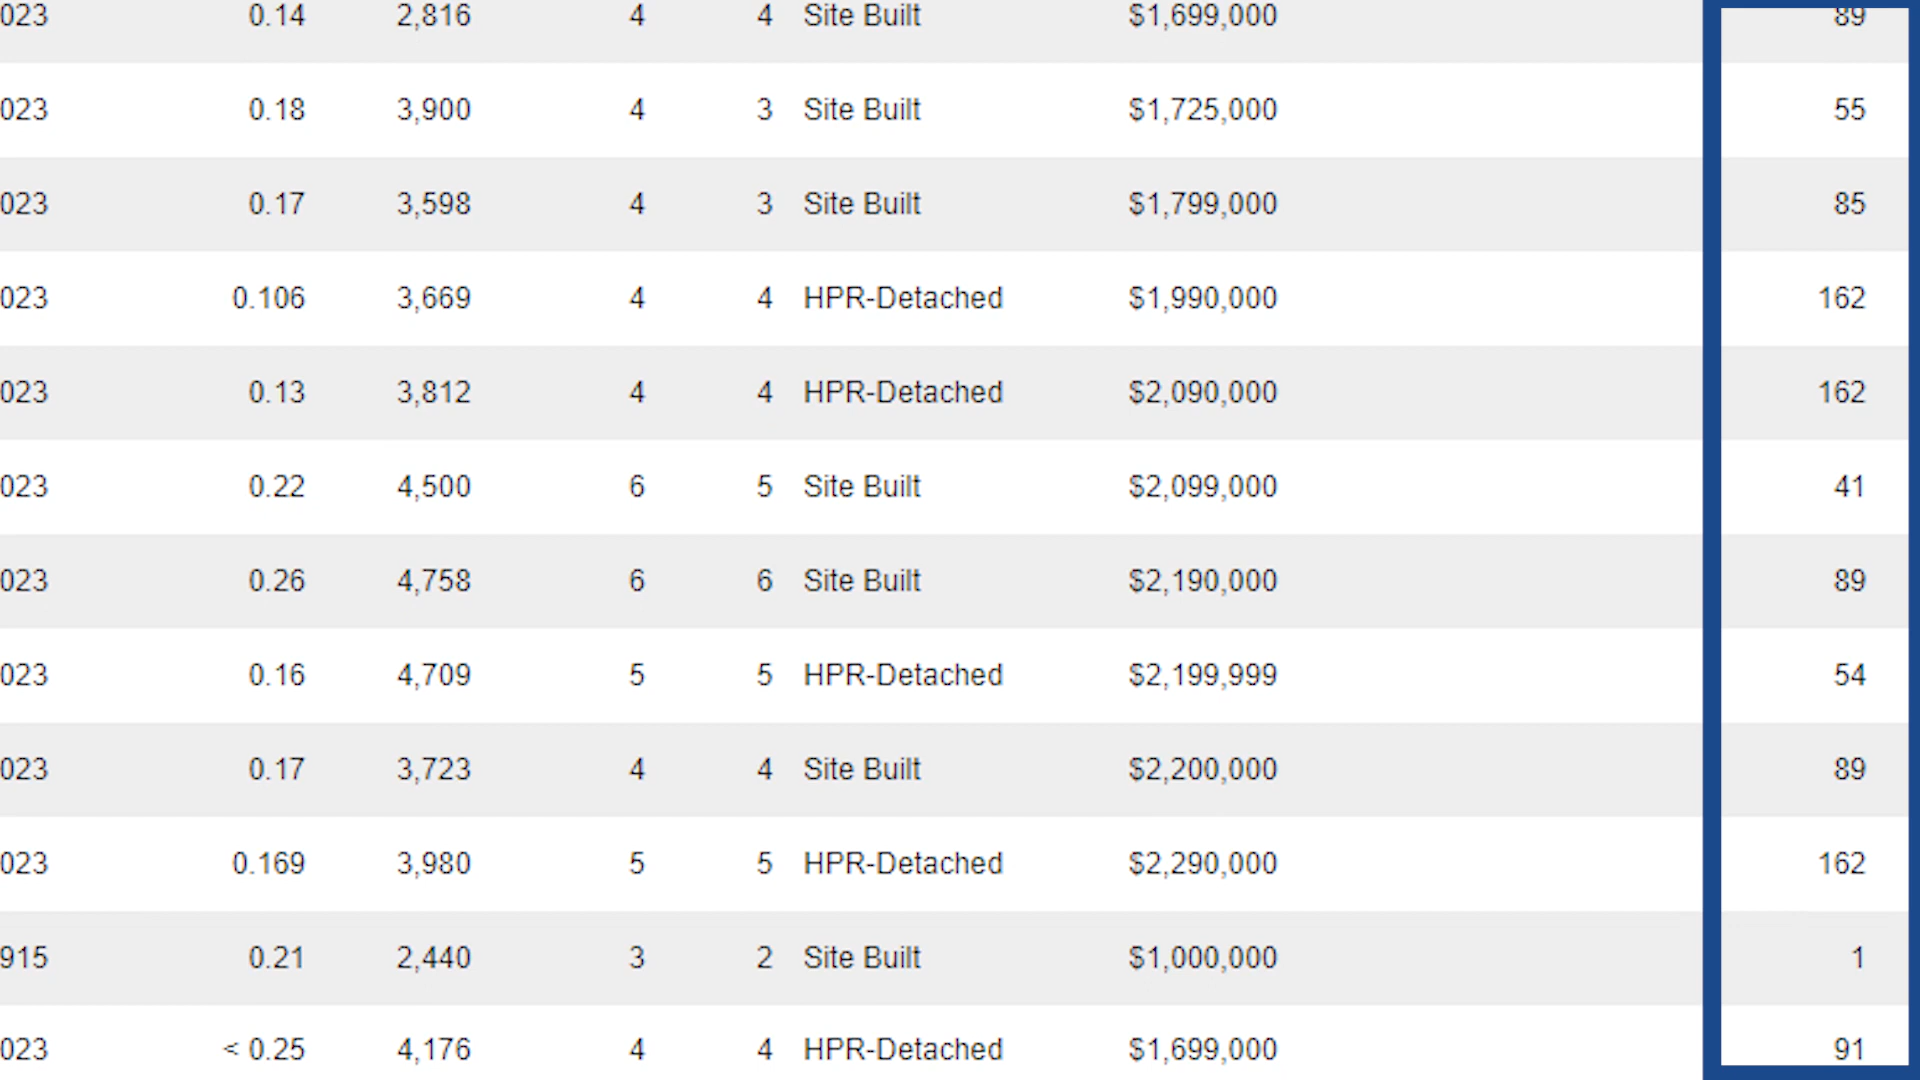 023 0.14 2,816 4 4 Site Built $1,699,000 89
023 0.18 3,900 4 3 Site Built $1,725,000 55
023 0.17 3,598 4 3 Site Built $1,799,000 85
023 0.106 3,669 4 4 HPR-Detached $1,990,000 162
023 0.13 3,812 4 4 HPR-Detached $2,090,000 162
023 0.22 4,500 6 5 Site Built $2,099,000 41
023 0.26 4,758 6 6 Site Built $2,190,000 89
023 0.16 4,709 5 5 HPR-Detached $2,199,999 54
023 0.17 3,723 4 4 Site Built $2,200,000 89
023 0.169 3,980 5 5 HPR-Detached $2,290,000 162
915 0.21 2,440 3 2 Site Built $1,000,000 1
023 < 0.25 4,176 4 4 HPR-Detached $1,699,000 91